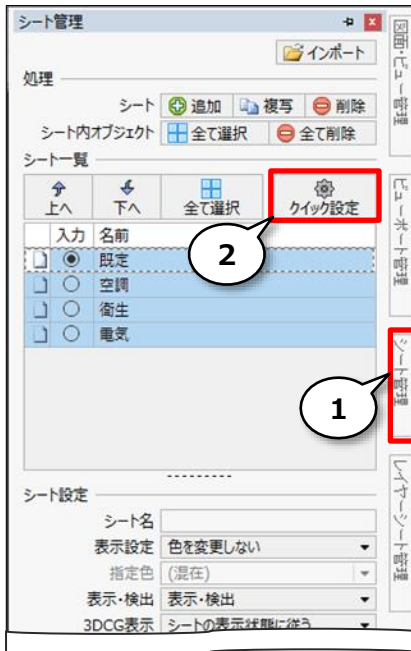 シート管理
インポート
処理
シート 追加 複写 削除
シート内オブジェクト 全て選択 全て削除
シート一覧
上へ 下へ 全て選択 クイック設定
2
入力 名前
既定
空調
衛生
電気
1
シート設定
シート名
表示設定 色を変更しない
指定色 (混在)
表示・検出 表示・検出
3DCG表示 シートの表示状態に従う
図面・ビュー管理
ビューポート管理
シート管理
レイヤーシート管理